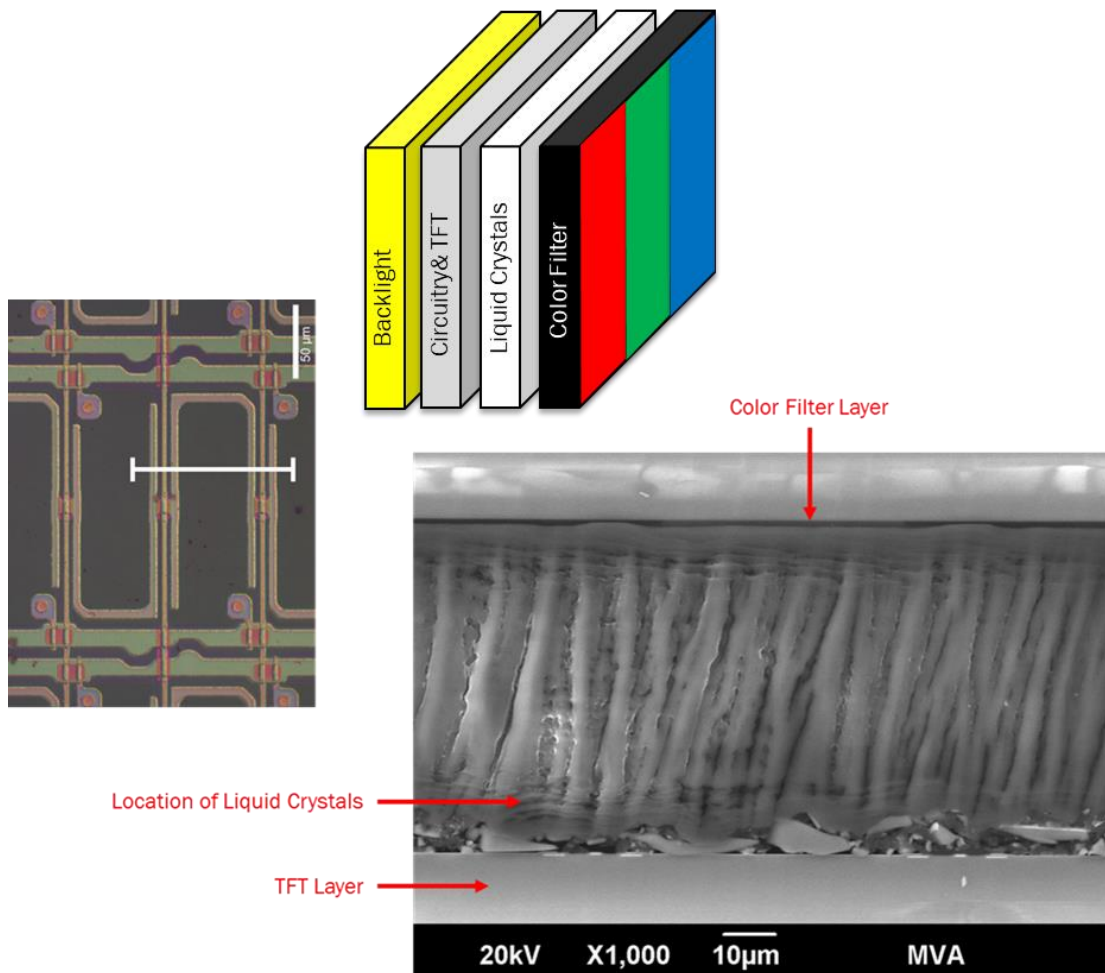 Backlight
Circuitry& TFT
Liquid Crystals
Color Filter
50 µm
Color Filter Layer
Location of Liquid Crystals
TFT Layer
20kV X1,000 10µm MVA